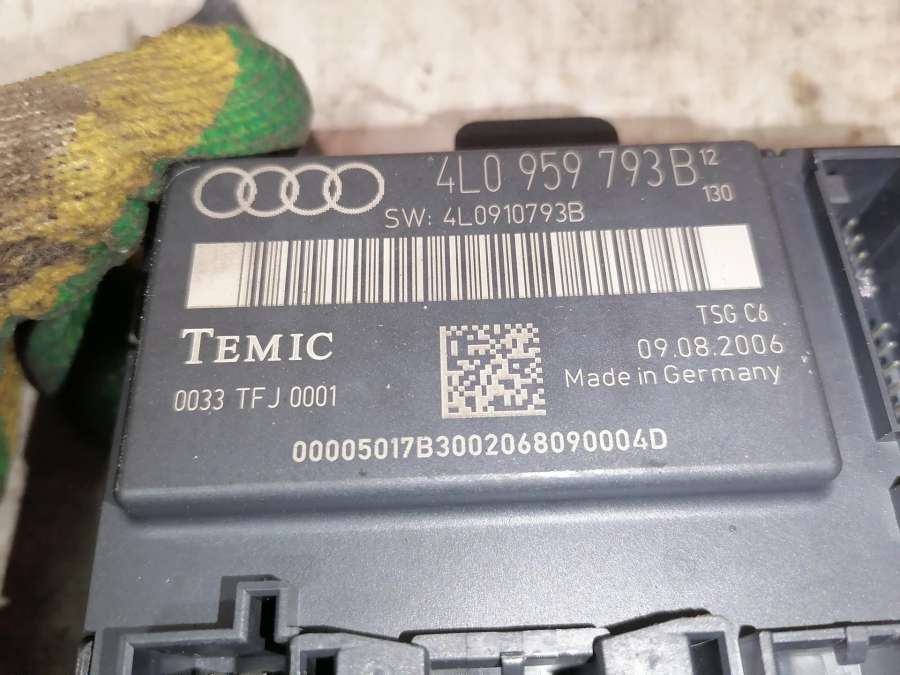 4L0 959 793B 12
130
SW: 4L0910793B
TSG C6
TEMIC
09.08.2006
Made in Germany
0033 TFJ 0001
00005017B3002068090004D